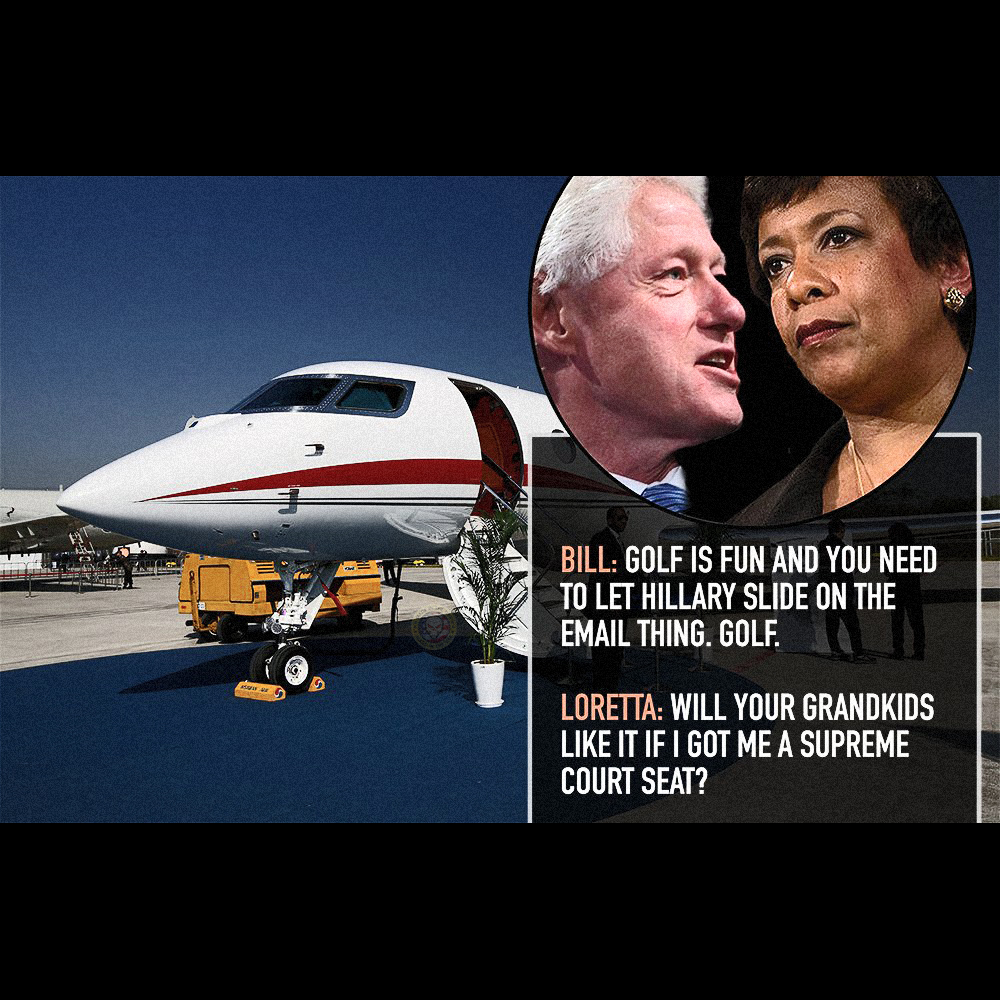 BILL: GOLF IS FUN AND YOU NEED
TO LET HILLARY SLIDE ON THE
EMAIL THING. GOLF.
LORETTA: WILL YOUR GRANDKIDS
LIKE IT IF I GOT ME A SUPREME
COURT SEAT?